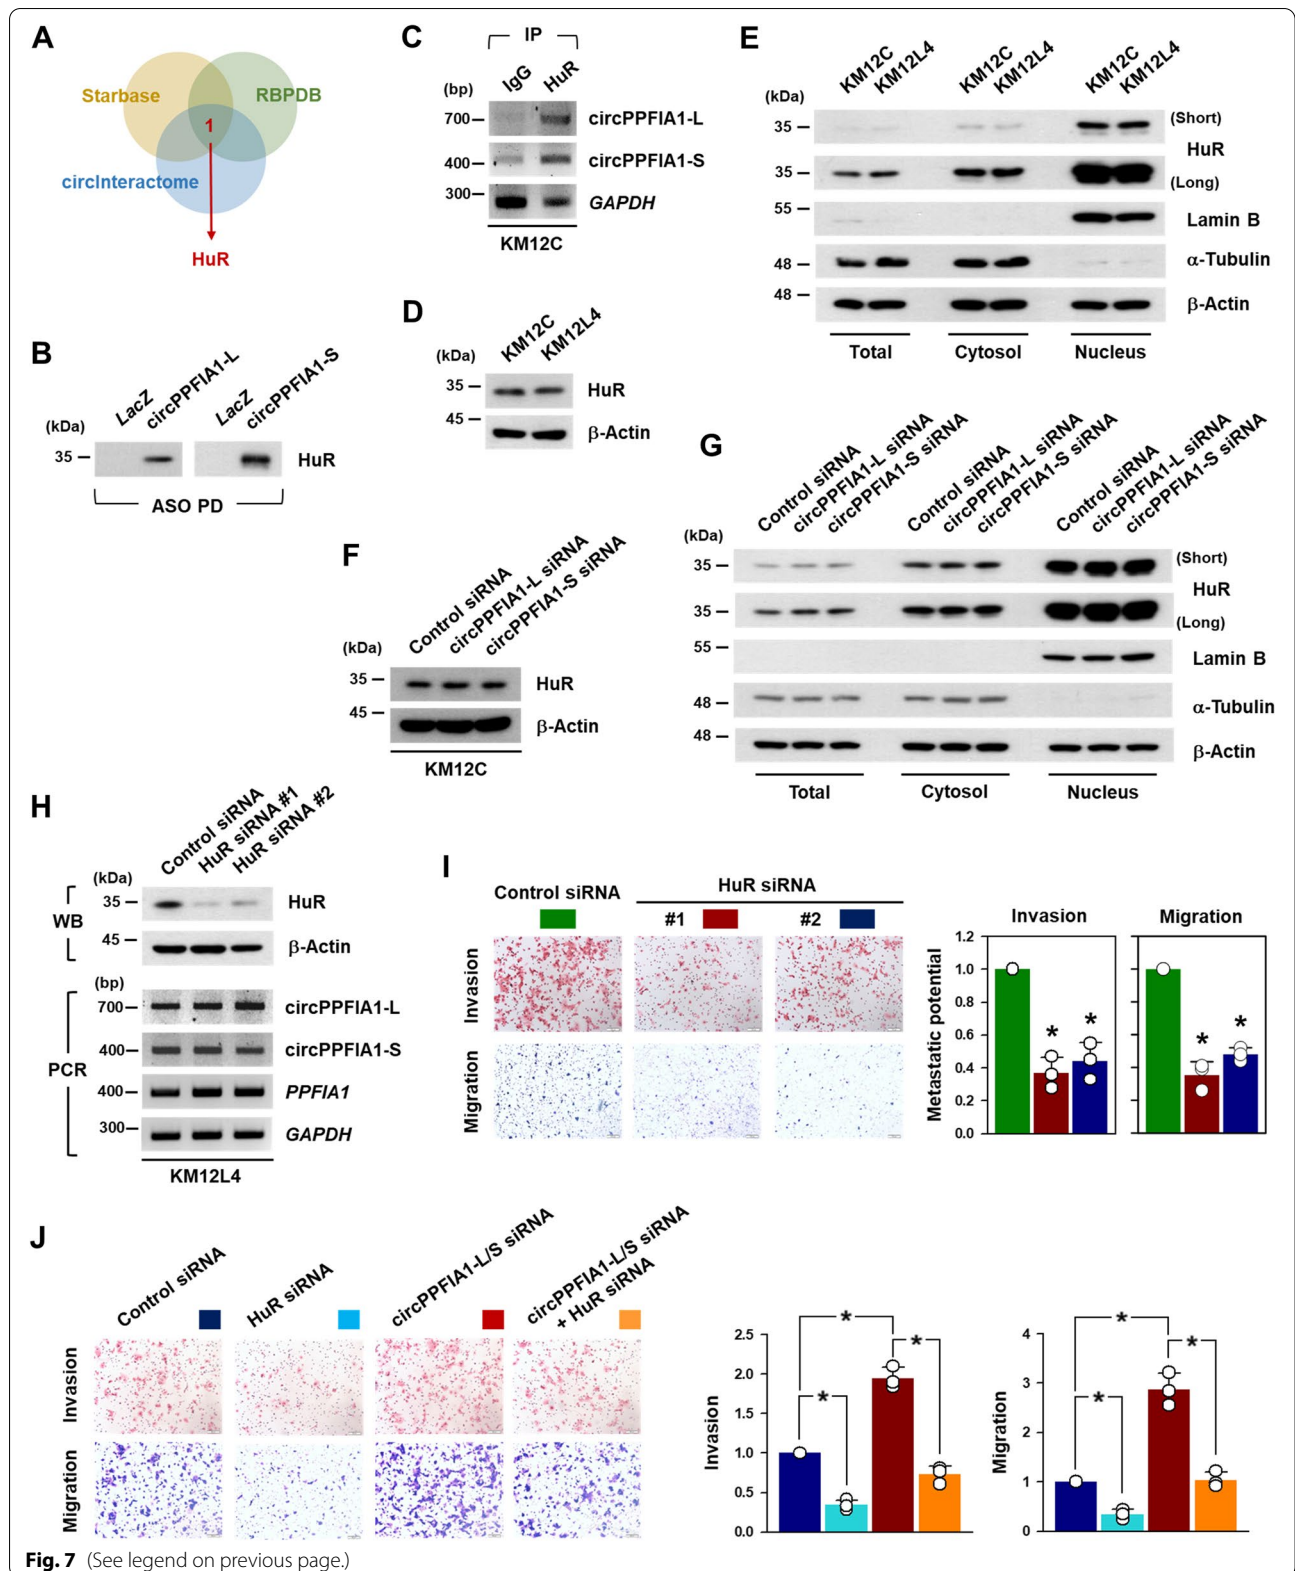 A
Starbase
RBPDB
1
circInteractome
HuR
B
LacZ
circPPFIA1-L
LacZ
circPPFIA1-S
(kDa)
35
HuR
ASO PD
C
IP
IgG
HuR
(bp)
700
circPPFIA1-L
400
circPPFIA1-S
300
GAPDH
KM12C
D
KM12C
KM12L4
(kDa)
35
HuR
45
β-Actin
E
KM12C
KM12L4
KM12C
KM12L4
KM12C
KM12L4
(kDa)
35
(Short)
HuR
35
(Long)
55
Lamin B
48
α-Tubulin
48
β-Actin
Total
Cytosol
Nucleus
F
Control siRNA
circPPFIA1-L siRNA
circPPFIA1-S siRNA
(kDa)
35
HuR
45
β-Actin
KM12C
G
Control siRNA
circPPFIA1-L siRNA
circPPFIA1-S siRNA
Control siRNA
circPPFIA1-L siRNA
circPPFIA1-S siRNA
Control siRNA
circPPFIA1-L siRNA
circPPFIA1-S siRNA
(kDa)
35
(Short)
HuR
35
(Long)
55
Lamin B
48
α-Tubulin
48
β-Actin
Total
Cytosol
Nucleus
H
Control siRNA
HuR siRNA #1
HuR siRNA #2
(kDa)
WB
35
HuR
45
β-Actin
(bp)
PCR
700
circPPFIA1-L
400
circPPFIA1-S
400
PPFIA1
300
GAPDH
KM12L4
I
Control siRNA
HuR siRNA
#1
#2
Invasion
Migration
Invasion
Migration
Metastatic potential
1.2
1.0
0.8
0.6
0.4
0.2
0.0
*
*
*
*
J
Control siRNA
HuR siRNA
circPPFIA1-L/S siRNA
circPPFIA1-L/S siRNA
+ HuR siRNA
Invasion
Migration
Invasion
2.5
2.0
1.5
1.0
0.5
0.0
*
*
*
Migration
4
3
2
1
0
*
*
*
Fig. 7 (See legend on previous page.)